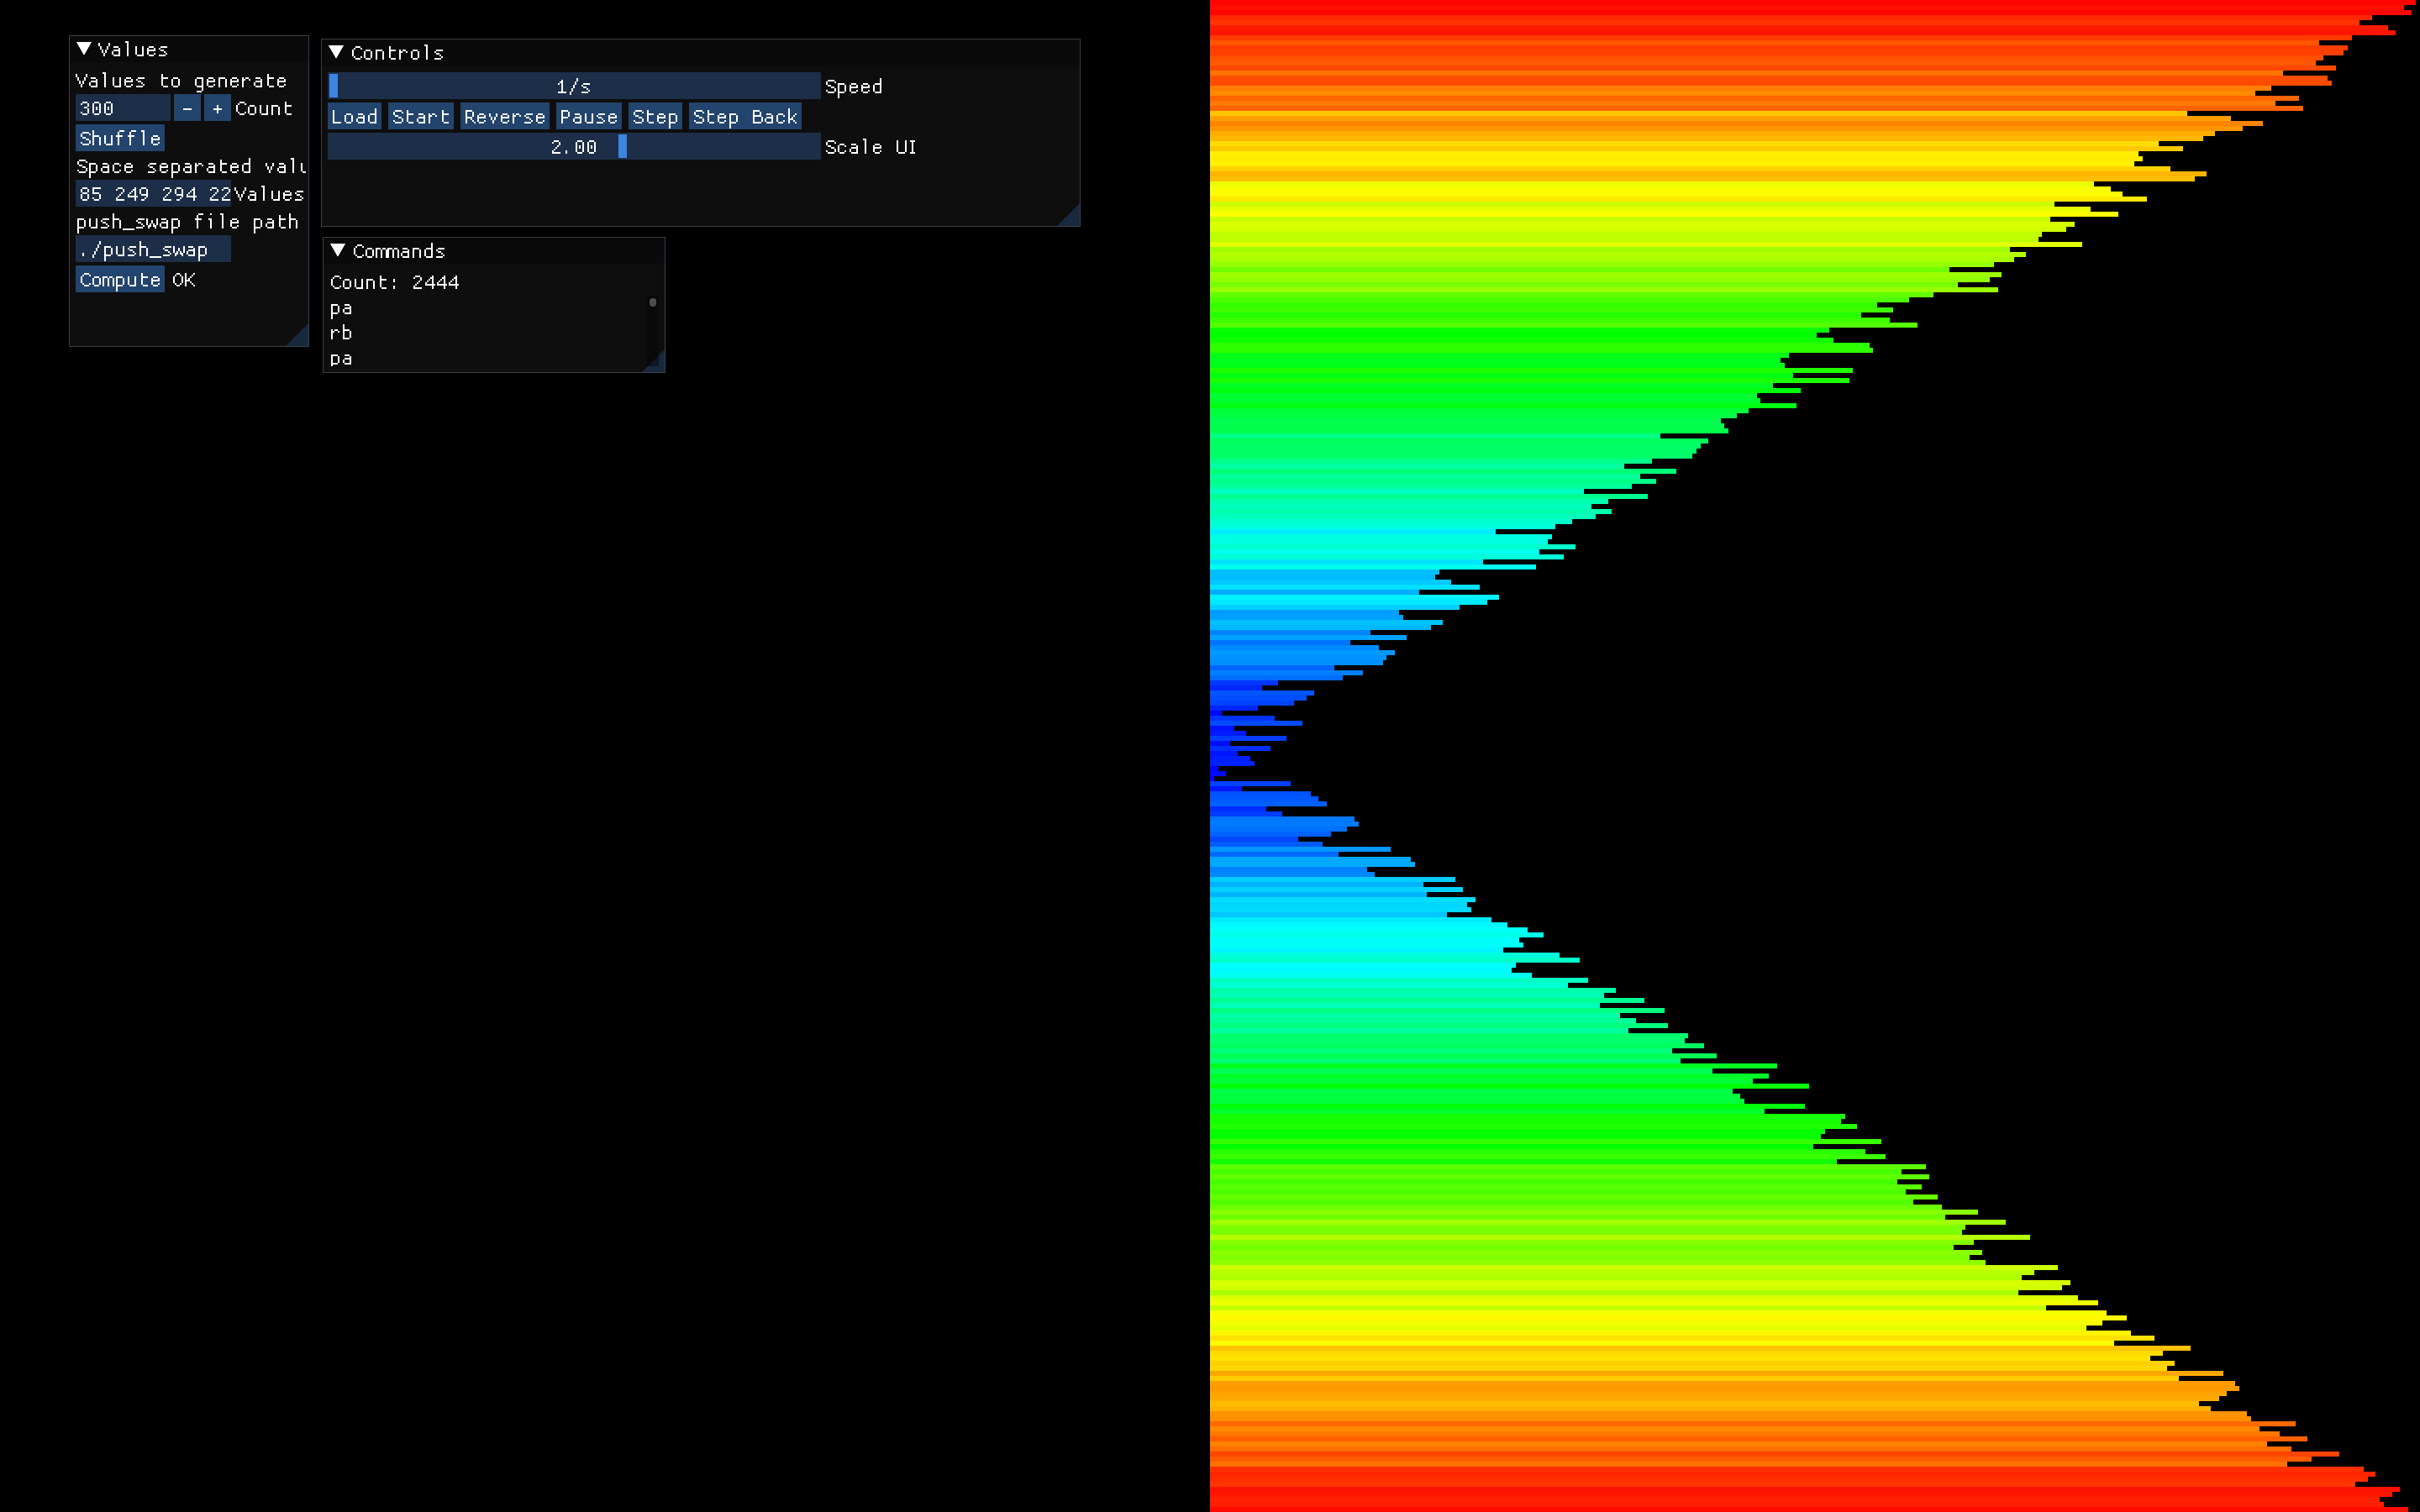 Values
Values to generate
300 - + Count
Shuffle
Space separated valu
85 249 294 22 Values
push_swap file path
./push_swap
Compute OK
Controls
1/s Speed
Load Start Reverse Pause Step Step Back
2.00 Scale UI
Commands
Count: 2444
pa
rb
pa